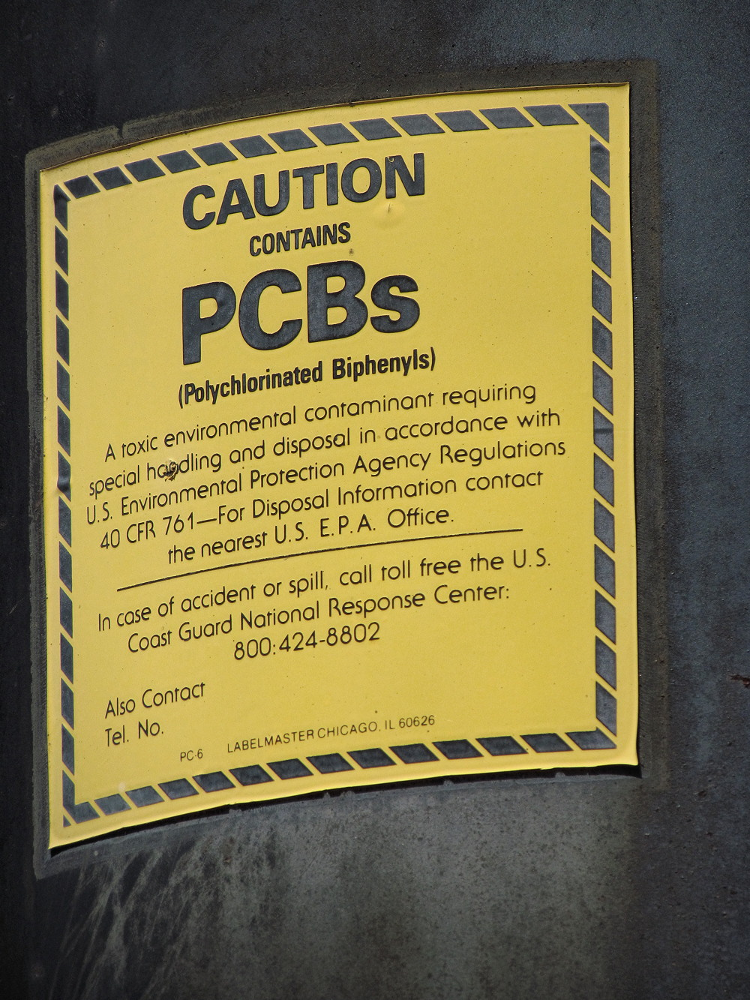 CAUTION
CONTAINS
PCBs
(Polychlorinated Biphenyls)
A toxic environmental contaminant requiring
special handling and disposal in accordance with
U.S. Environmental Protection Agency Regulations
40 CFR 761—For Disposal Information contact
the nearest U.S. E.P.A. Office.
In case of accident or spill, call toll free the U.S.
Coast Guard National Response Center:
800:424-8802
Also Contact
Tel. No.
PC-6 LABELMASTER CHICAGO, IL 60626